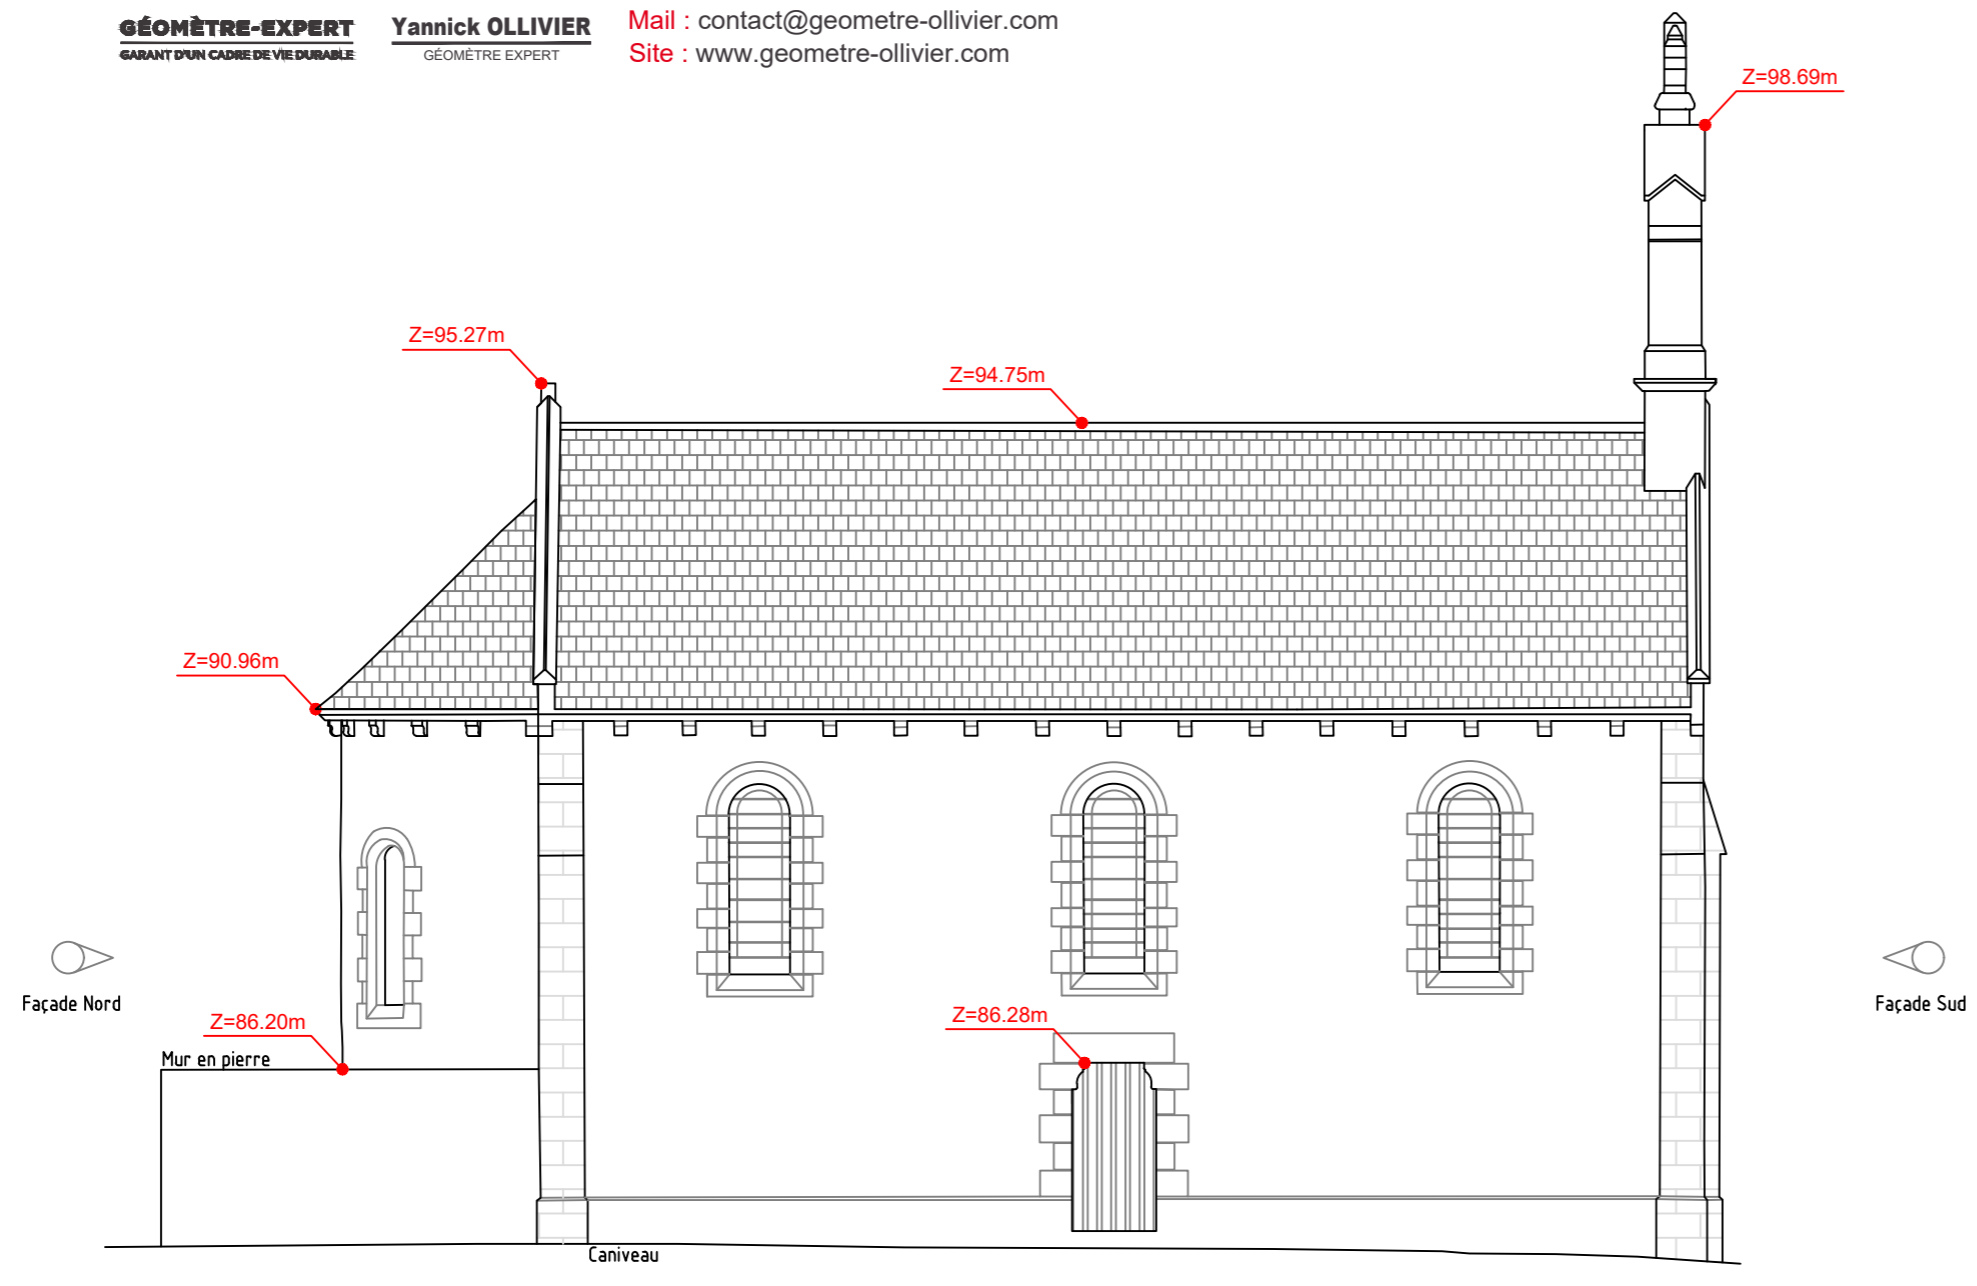 GÉOMÈTRE-EXPERT
GARANT D'UN CADRE DE VIE DURABLE
Yannick OLLIVIER
GÉOMÈTRE EXPERT
Mail : contact@geometre-ollivier.com
Site : www.geometre-ollivier.com
Z=98.69m
Z=95.27m
Z=94.75m
Z=90.96m
Façade Nord
Façade Sud
Z=86.20m
Z=86.28m
Mur en pierre
Caniveau